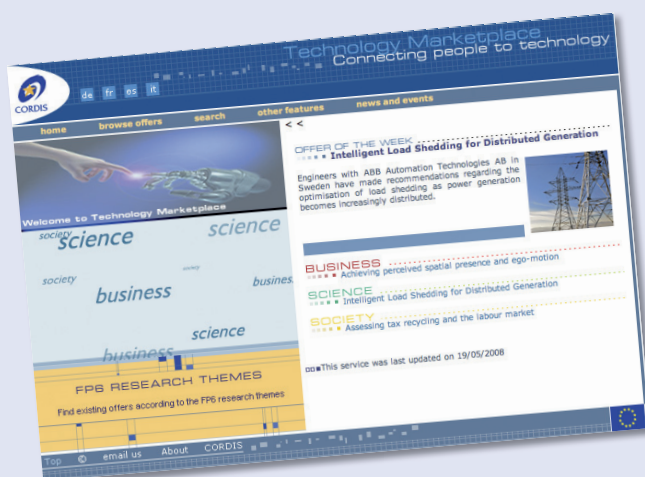 Technology Marketplace
Connecting people to technology
CORDIS
de fr es it
home browse offers search other features news and events
< <
Welcome to Technology Marketplace
society
science
science
society
society
business
business
science
business
FP6 RESEARCH THEMES
Find existing offers according to the FP6 research themes
OFFER OF THE WEEK
Intelligent Load Shedding for Distributed Generation
Engineers with ABB Automation Technologies AB in
Sweden have made recommendations regarding the
optimisation of load shedding as power generation
becomes increasingly distributed.
BUSINESS
Achieving perceived spatial presence and ego-motion
SCIENCE
Intelligent Load Shedding for Distributed Generation
SOCIETY
Assessing tax recycling and the labour market
This service was last updated on 19/05/2008
Top © email us About CORDIS